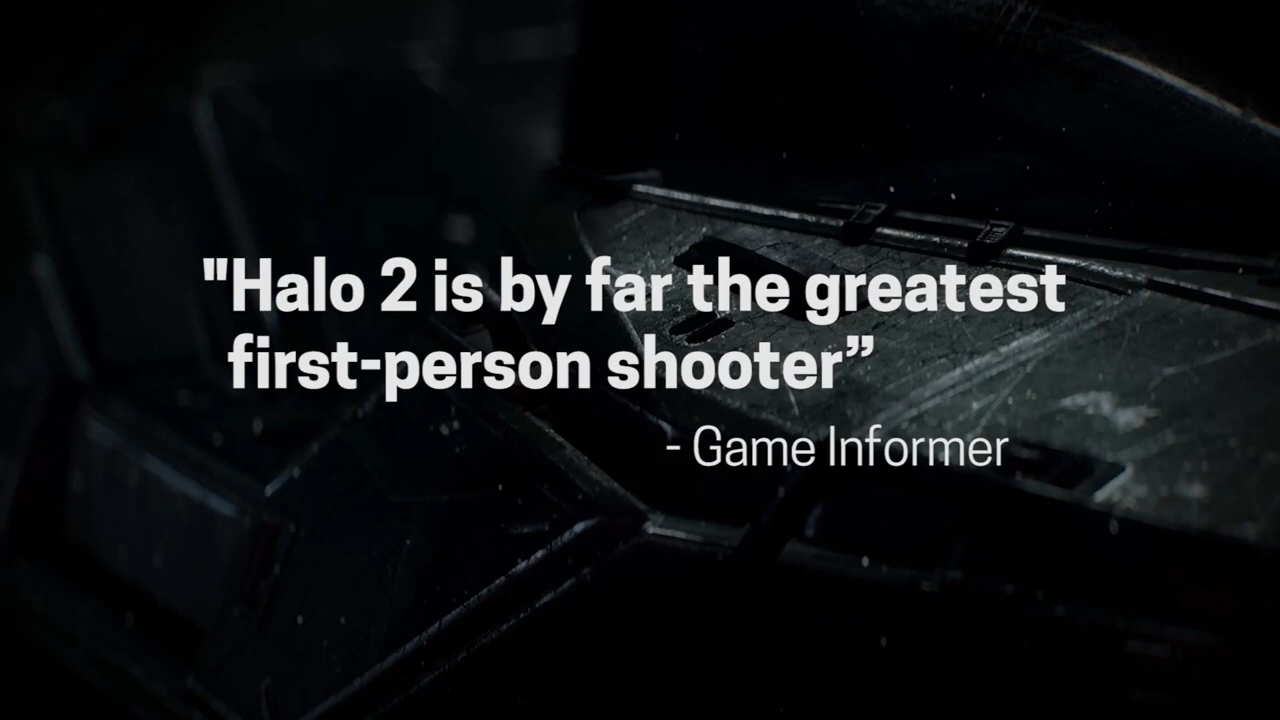 "Halo 2 is by far the greatest
first-person shooter”
- Game Informer